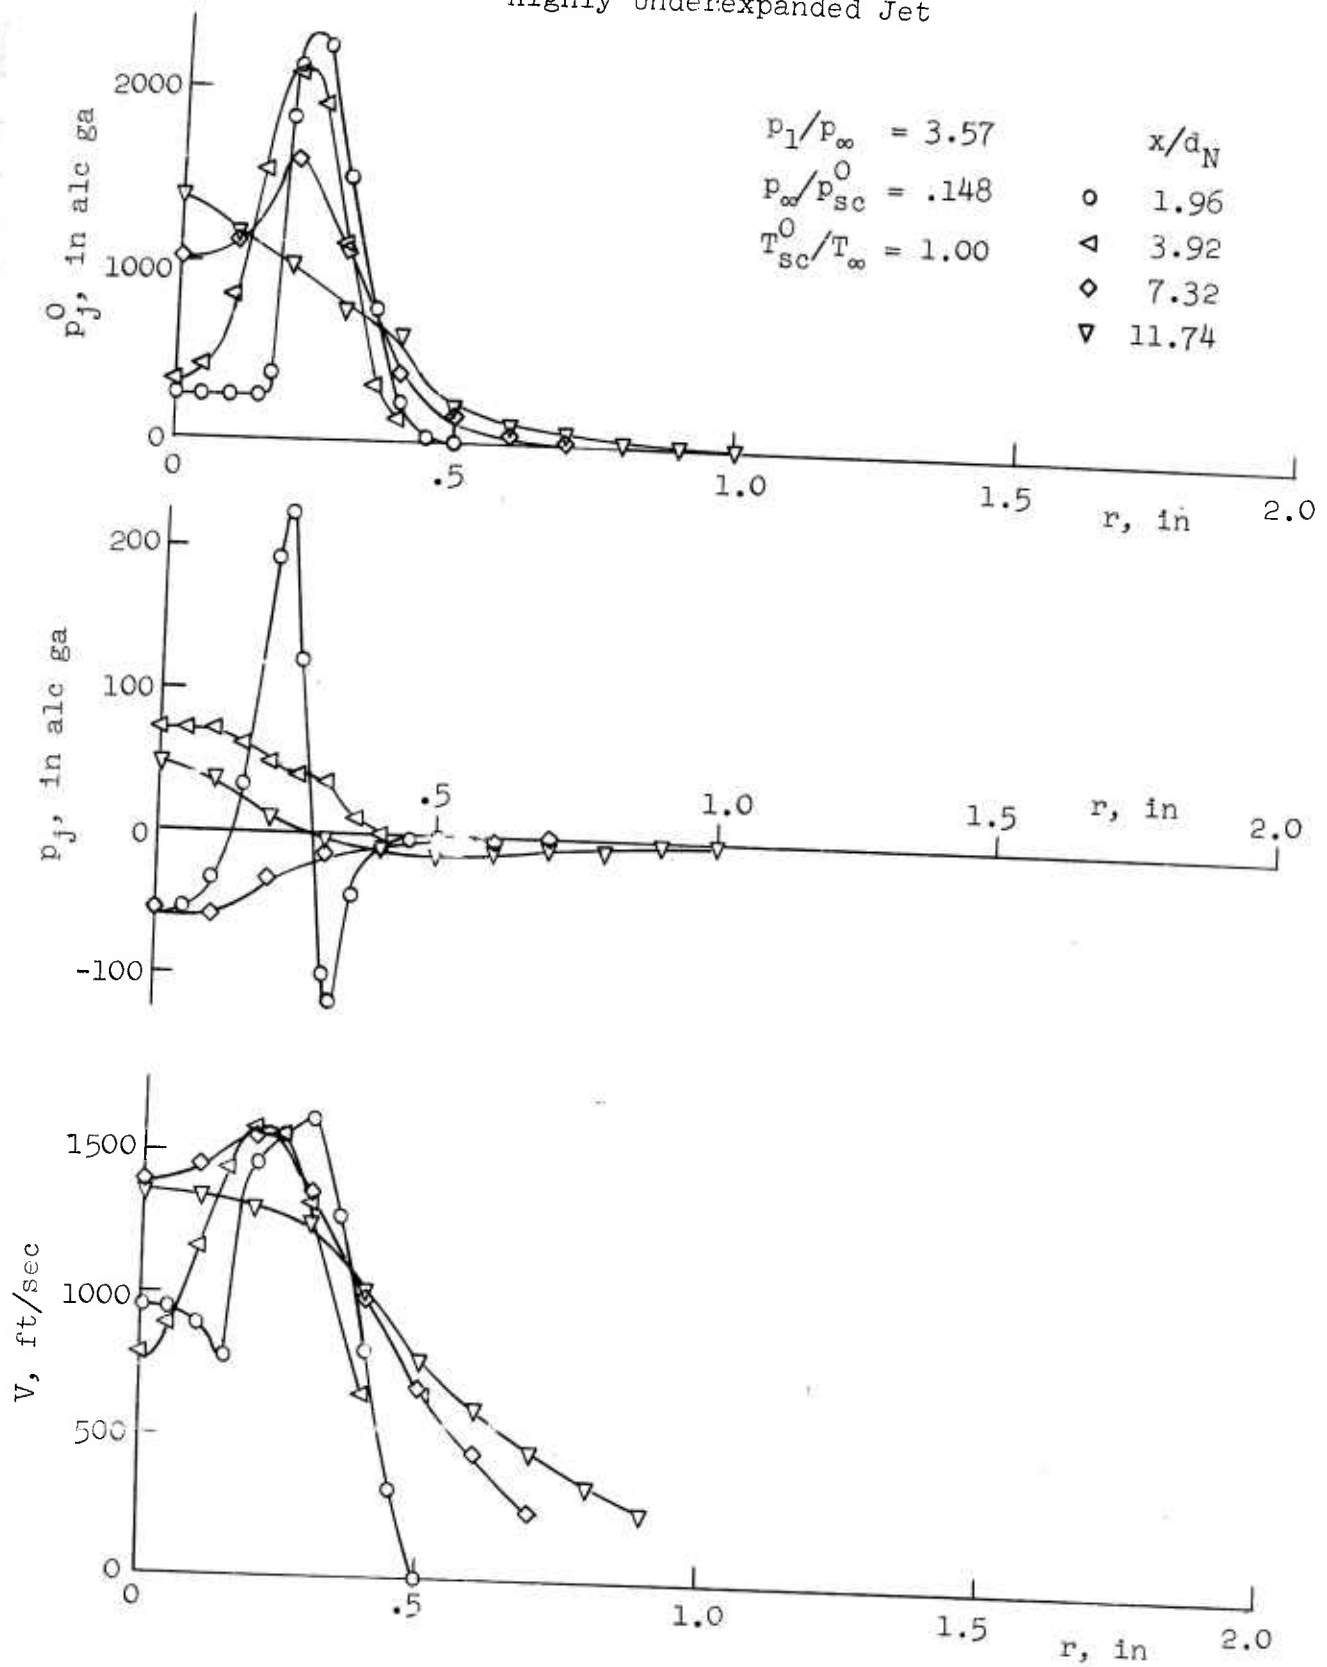 Highly Underexpanded Jet
2000
1000
0
p_j^0, in alc ga
p_1/p_∞ = 3.57
p_∞/p_sc^0 = .148
T_sc^0/T_∞ = 1.00
x/d_N
○ 1.96
◁ 3.92
◇ 7.32
▽ 11.74
0
.5
1.0
1.5
r, in
2.0
200
100
0
-100
p_j, in alc ga
.5
1.0
1.5
r, in
2.0
1500
1000
500
0
V, ft/sec
0
.5
1.0
1.5
r, in
2.0